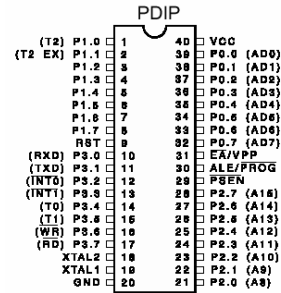 PDIP
(T2) P1.0 1 40 VCC
(T2 EX) P1.1 2 39 P0.0 (AD0)
P1.2 3 38 P0.1 (AD1)
P1.3 4 37 P0.2 (AD2)
P1.4 5 36 P0.3 (AD3)
P1.5 6 35 P0.4 (AD4)
P1.6 7 34 P0.5 (AD5)
P1.7 8 33 P0.6 (AD6)
RST 9 32 P0.7 (AD7)
(RXD) P3.0 10 31 EA/VPP
(TXD) P3.1 11 30 ALE/PROG
(INT0) P3.2 12 29 PSEN
(INT1) P3.3 13 28 P2.7 (A15)
(T0) P3.4 14 27 P2.6 (A14)
(T1) P3.5 15 26 P2.5 (A13)
(WR) P3.6 16 25 P2.4 (A12)
(RD) P3.7 17 24 P2.3 (A11)
XTAL2 18 23 P2.2 (A10)
XTAL1 19 22 P2.1 (A9)
GND 20 21 P2.0 (A8)